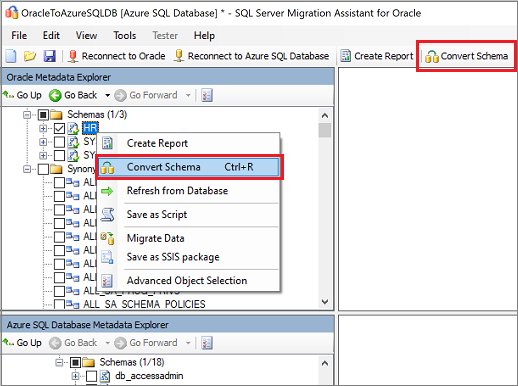 OracleToAzureSQLDB [Azure SQL Database] * - SQL Server Migration Assistant for Oracle
File Edit View Tools Tester Help
Reconnect to Oracle Reconnect to Azure SQL Database Create Report Convert Schema
Oracle Metadata Explorer
Go Up Go Back Go Forward
Schemas (1/3)
HR
SY
SY
Synony
ALL
ALL
ALL
ALL
ALL
ALL
ALL_SA_SCHEMA_POLICIES
Create Report
Convert Schema Ctrl+R
Refresh from Database
Save as Script
Migrate Data
Save as SSIS package
Advanced Object Selection
Azure SQL Database Metadata Explorer
Go Up Go Back Go Forward
Schemas (1/18)
db_accessadmin